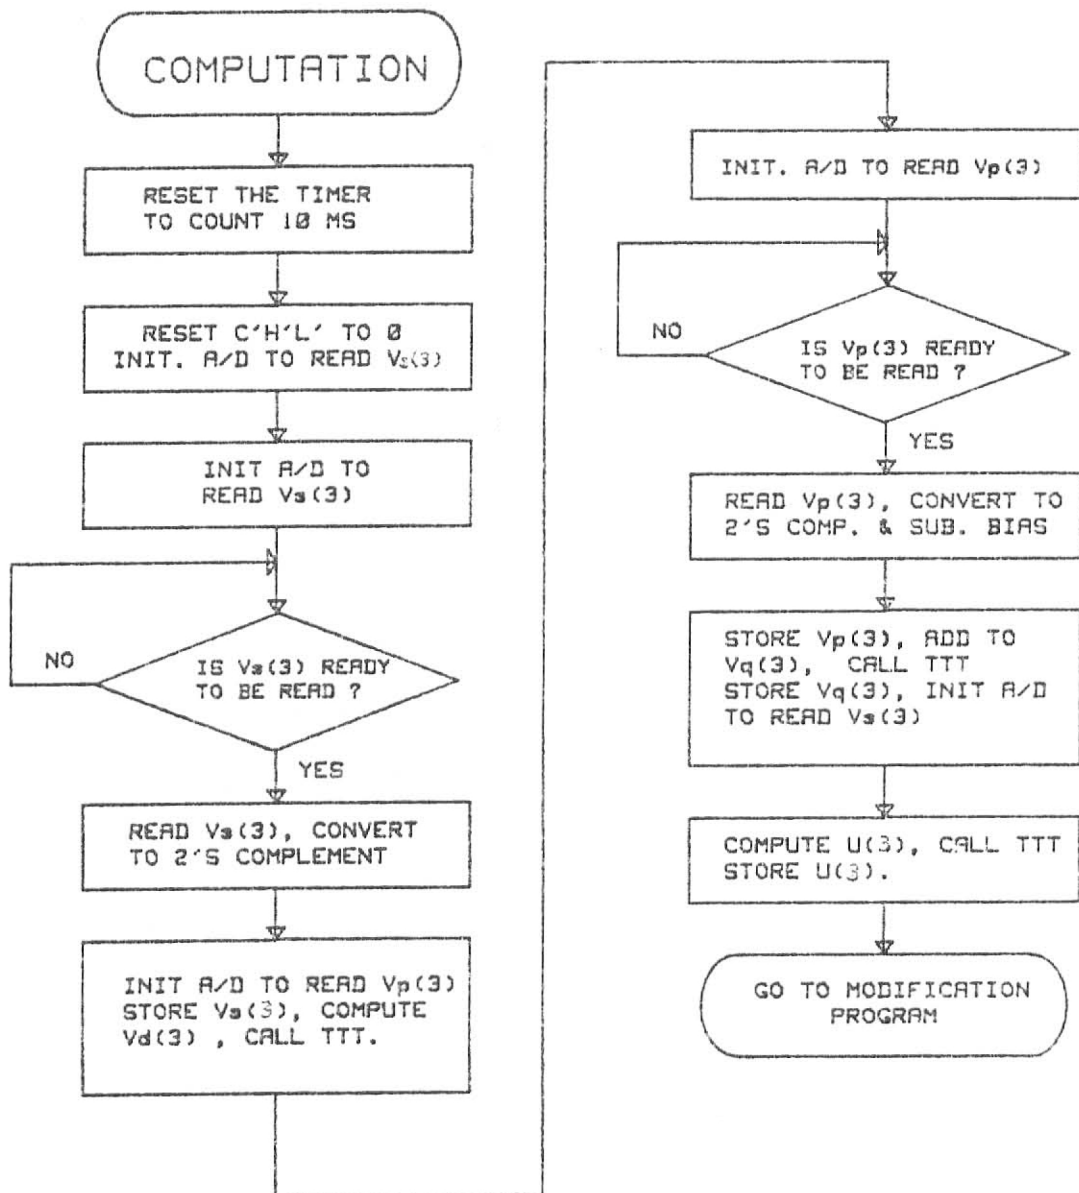 COMPUTATION
RESET THE TIMER
TO COUNT 10 MS
RESET C'H'L' TO 0
INIT. A/D TO READ Vs(3)
INIT A/D TO
READ Vs(3)
NO
IS Vs(3) READY
TO BE READ ?
YES
READ Vs(3), CONVERT
TO 2'S COMPLEMENT
INIT A/D TO READ Vp(3)
STORE Vs(3), COMPUTE
Vd(3) , CALL TTT.
INIT. A/D TO READ Vp(3)
NO
IS Vp(3) READY
TO BE READ ?
YES
READ Vp(3), CONVERT TO
2'S COMP. & SUB. BIAS
STORE Vp(3), ADD TO
Vq(3), CALL TTT
STORE Vq(3), INIT A/D
TO READ Vs(3)
COMPUTE U(3), CALL TTT
STORE U(3).
GO TO MODIFICATION
PROGRAM